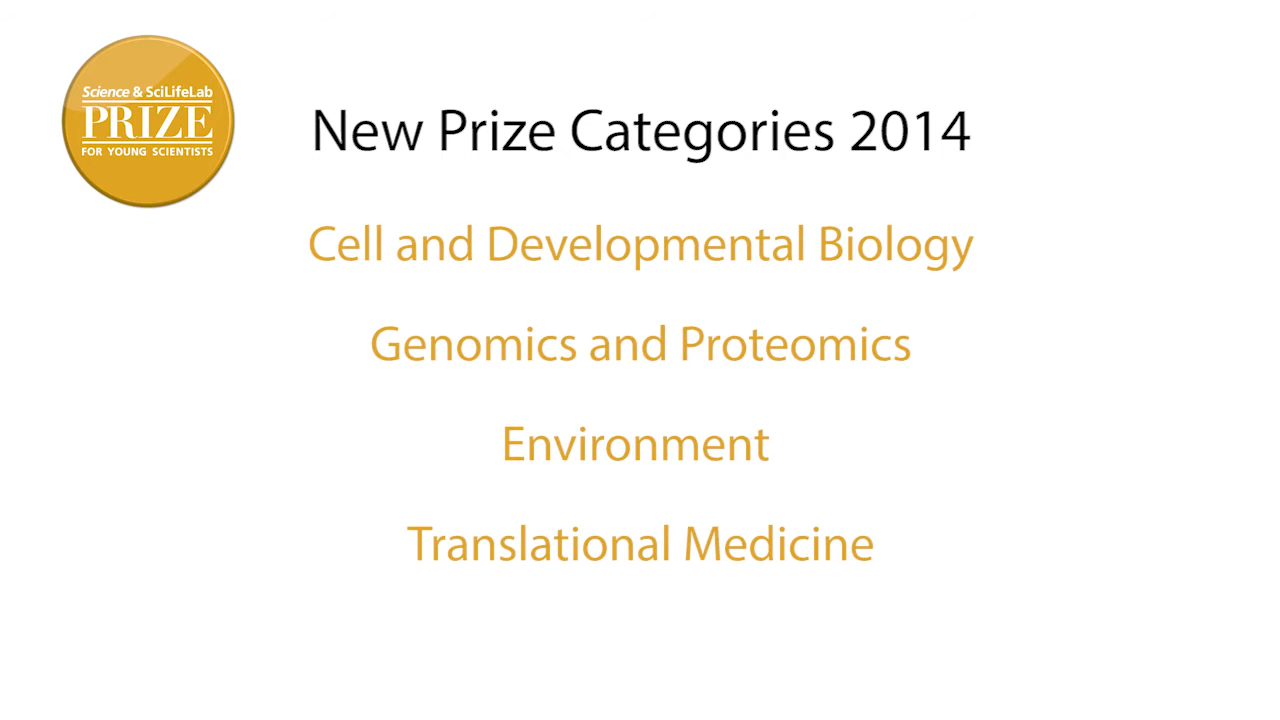 Science & SciLifeLab
PRIZE
FOR YOUNG SCIENTISTS
New Prize Categories 2014
Cell and Developmental Biology
Genomics and Proteomics
Environment
Translational Medicine